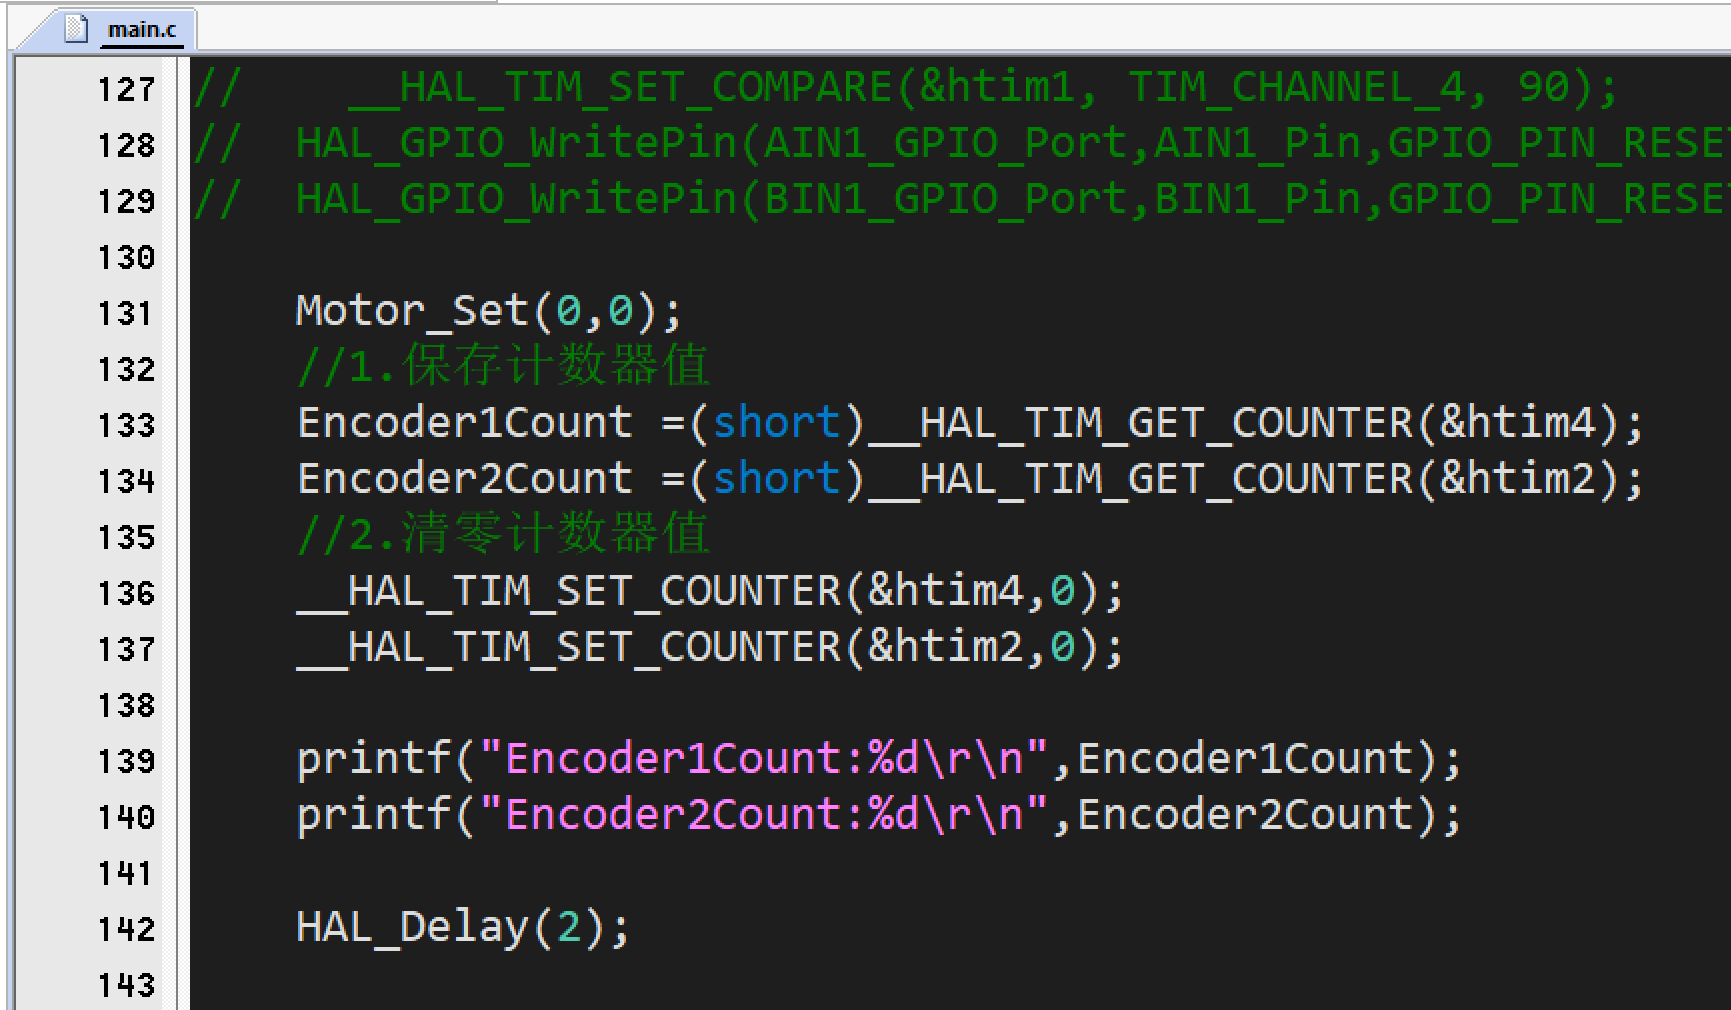 main.c
127 //    __HAL_TIM_SET_COMPARE(&htim1, TIM_CHANNEL_4, 90);
128 //  HAL_GPIO_WritePin(AIN1_GPIO_Port,AIN1_Pin,GPIO_PIN_RESE
129 //  HAL_GPIO_WritePin(BIN1_GPIO_Port,BIN1_Pin,GPIO_PIN_RESE
130
131     Motor_Set(0,0);
132     //1.保存计数器值
133     Encoder1Count =(short)__HAL_TIM_GET_COUNTER(&htim4);
134     Encoder2Count =(short)__HAL_TIM_GET_COUNTER(&htim2);
135     //2.清零计数器值
136     __HAL_TIM_SET_COUNTER(&htim4,0);
137     __HAL_TIM_SET_COUNTER(&htim2,0);
138
139     printf("Encoder1Count:%d\r\n",Encoder1Count);
140     printf("Encoder2Count:%d\r\n",Encoder2Count);
141
142     HAL_Delay(2);
143